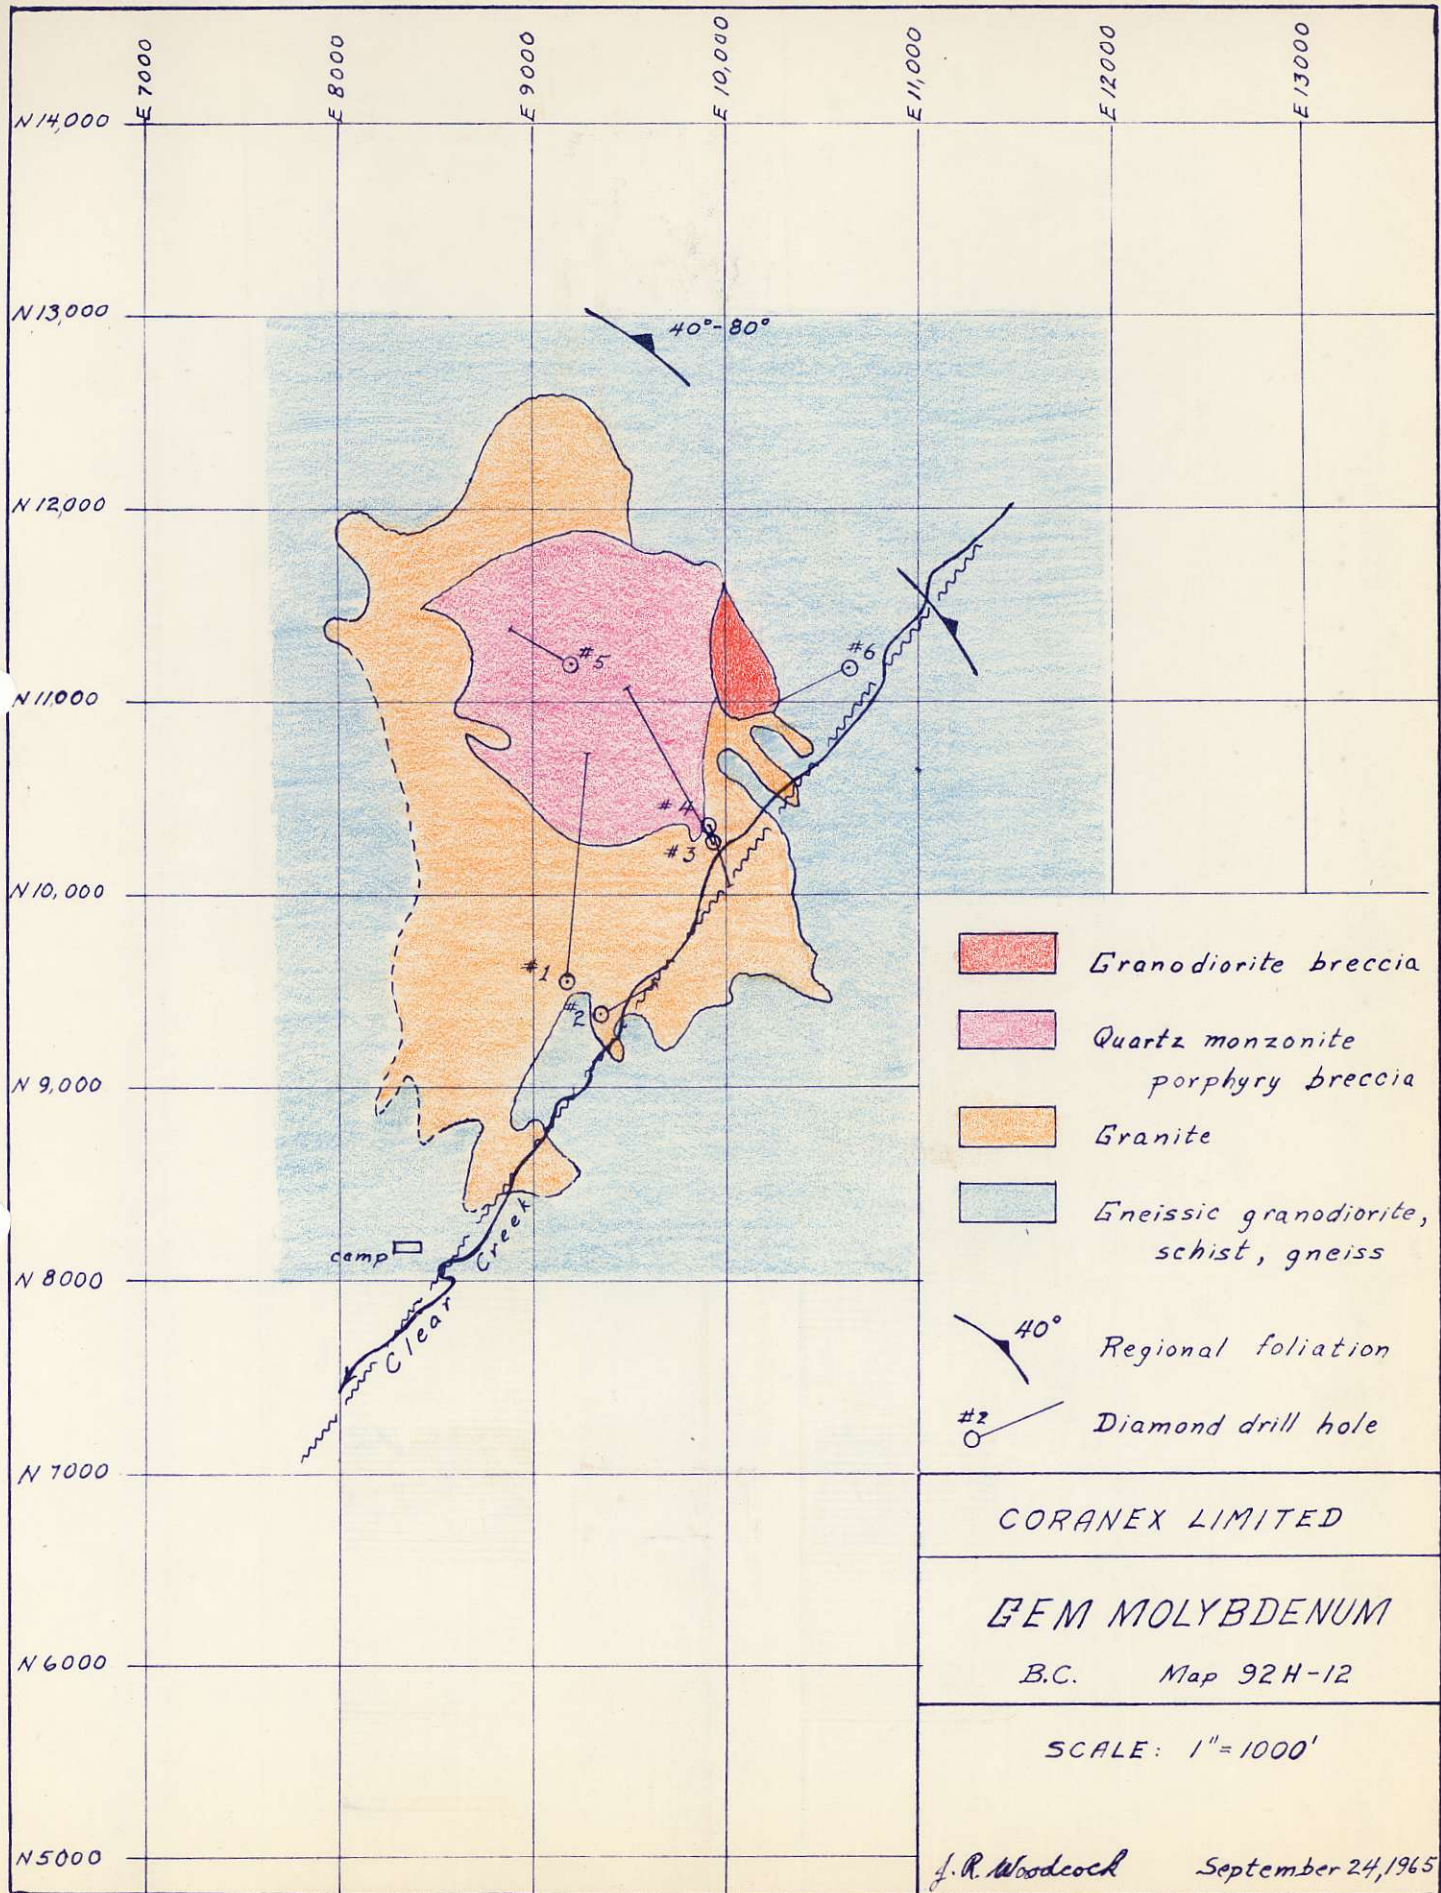 E 7000
E 8000
E 9000
E 10,000
E 11,000
E 12000
E 13000
N 14,000
N 13,000
40°-80°
N 12,000
#5
#6
N 11,000
#4
#3
N 10,000
#1
#2
Granodiorite breccia
Quartz monzonite
porphyry breccia
N 9,000
Granite
Gneissic granodiorite,
schist, gneiss
camp
Clear Creek
N 8000
40°
Regional foliation
#2
Diamond drill hole
N 7000
CORANEX LIMITED
GEM MOLYBDENUM
N 6000
B.C. Map 92H-12
SCALE: 1"=1000'
N 5000
J.R. Woodcock September 24, 1965